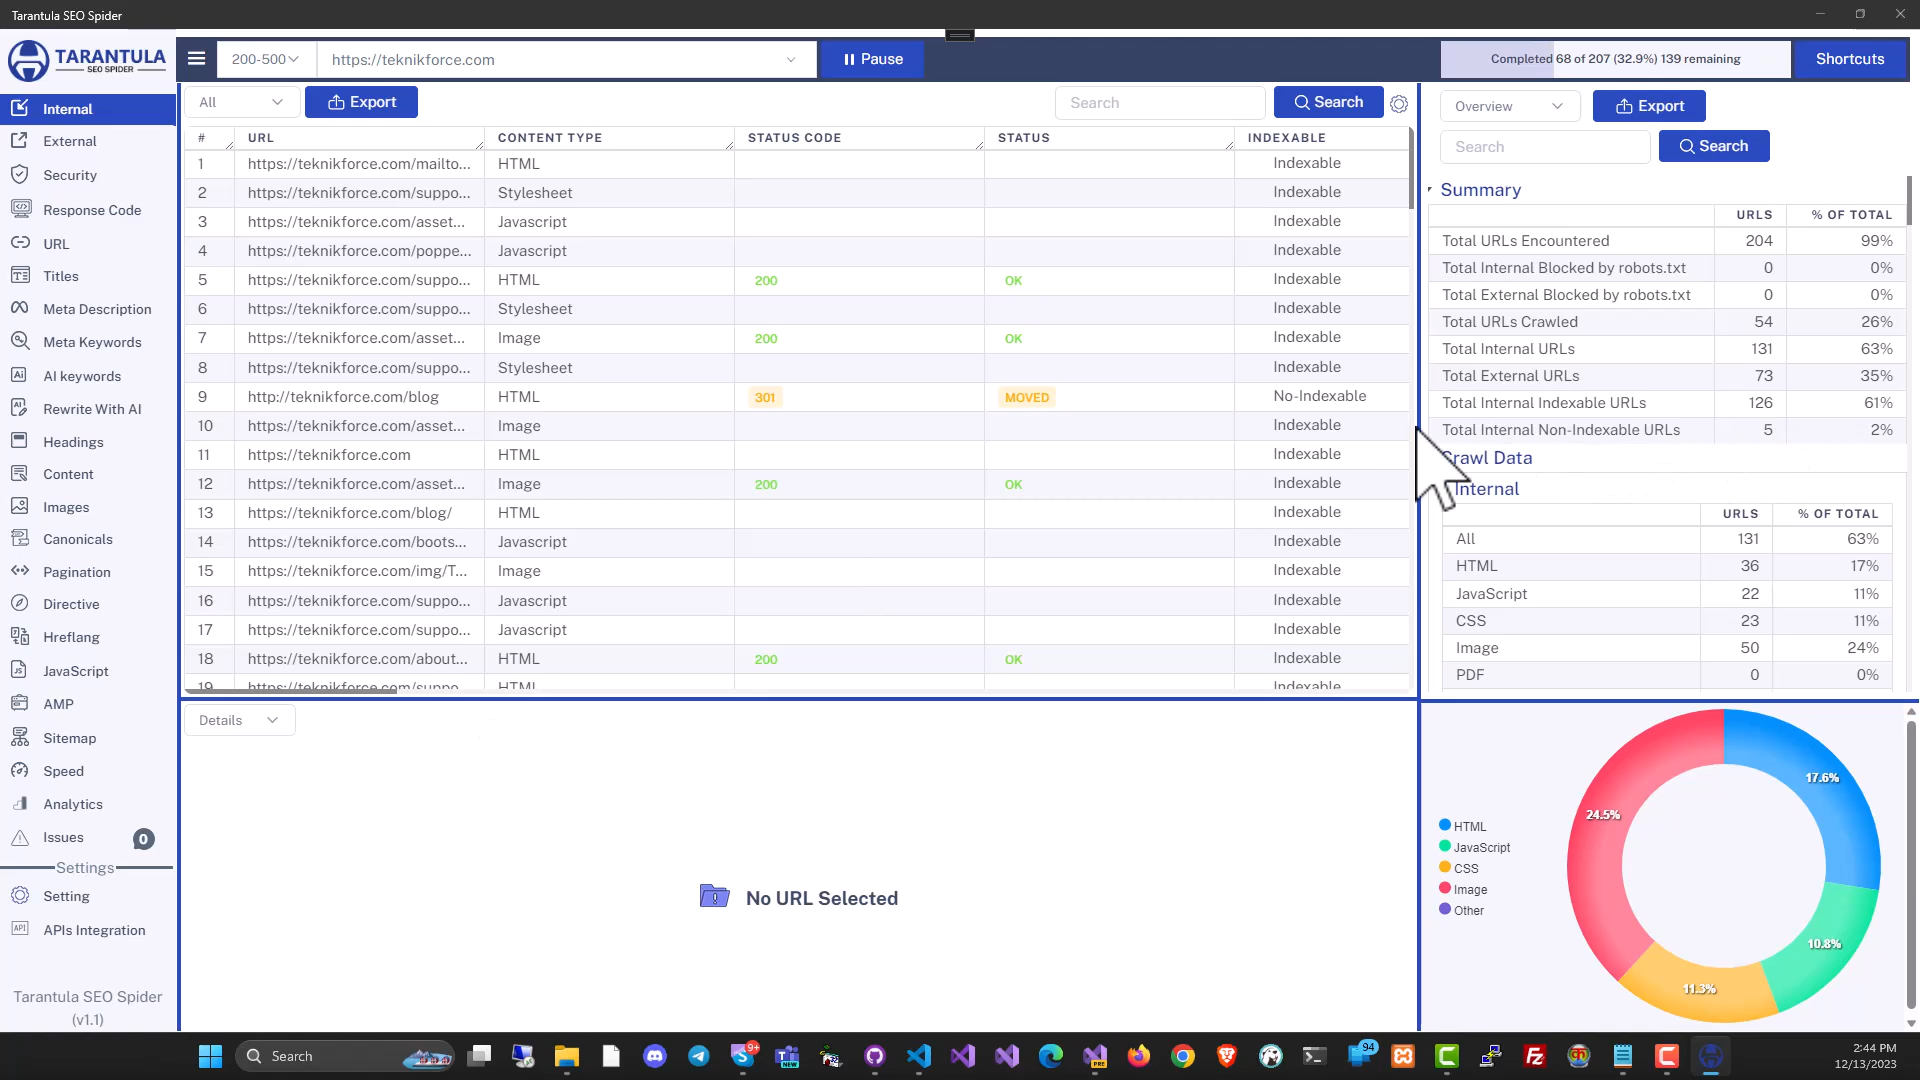 Tarantula SEO Spider
TARANTULA
SEO SPIDER
200-500
https://teknikforce.com
Pause
Completed 68 of 207 (32.9%) 139 remaining
Shortcuts
Internal
External
Security
Response Code
URL
Titles
Meta Description
Meta Keywords
AI keywords
Rewrite With AI
Headings
Content
Images
Canonicals
Pagination
Directive
Hreflang
JavaScript
AMP
Sitemap
Speed
Analytics
Issues 0
Settings
Setting
APIs Integration
Tarantula SEO Spider
(v1.1)
All
Export
Search
Search
# URL CONTENT TYPE STATUS CODE STATUS INDEXABLE
1 https://teknikforce.com/mailto... HTML Indexable
2 https://teknikforce.com/suppo... Stylesheet Indexable
3 https://teknikforce.com/asset... Javascript Indexable
4 https://teknikforce.com/poppe... Javascript Indexable
5 https://teknikforce.com/suppo... HTML 200 OK Indexable
6 https://teknikforce.com/suppo... Stylesheet Indexable
7 https://teknikforce.com/asset... Image 200 OK Indexable
8 https://teknikforce.com/suppo... Stylesheet Indexable
9 http://teknikforce.com/blog HTML 301 MOVED No-Indexable
10 https://teknikforce.com/asset... Image Indexable
11 https://teknikforce.com HTML Indexable
12 https://teknikforce.com/asset... Image 200 OK Indexable
13 https://teknikforce.com/blog/ HTML Indexable
14 https://teknikforce.com/boots... Javascript Indexable
15 https://teknikforce.com/img/T... Image Indexable
16 https://teknikforce.com/suppo... Javascript Indexable
17 https://teknikforce.com/suppo... Javascript Indexable
18 https://teknikforce.com/about... HTML 200 OK Indexable
19 https://teknikforce.com/suppo... HTML Indexable
Details
No URL Selected
Overview
Export
Search
Search
Summary
URLS % OF TOTAL
Total URLs Encountered 204 99%
Total Internal Blocked by robots.txt 0 0%
Total External Blocked by robots.txt 0 0%
Total URLs Crawled 54 26%
Total Internal URLs 131 63%
Total External URLs 73 35%
Total Internal Indexable URLs 126 61%
Total Internal Non-Indexable URLs 5 2%
Crawl Data
Internal
URLS % OF TOTAL
All 131 63%
HTML 36 17%
JavaScript 22 11%
CSS 23 11%
Image 50 24%
PDF 0 0%
HTML
JavaScript
CSS
Image
Other
17.6%
24.5%
10.8%
11.3%
Search
9+
NEW
PRE
94
2:44 PM
12/13/2023